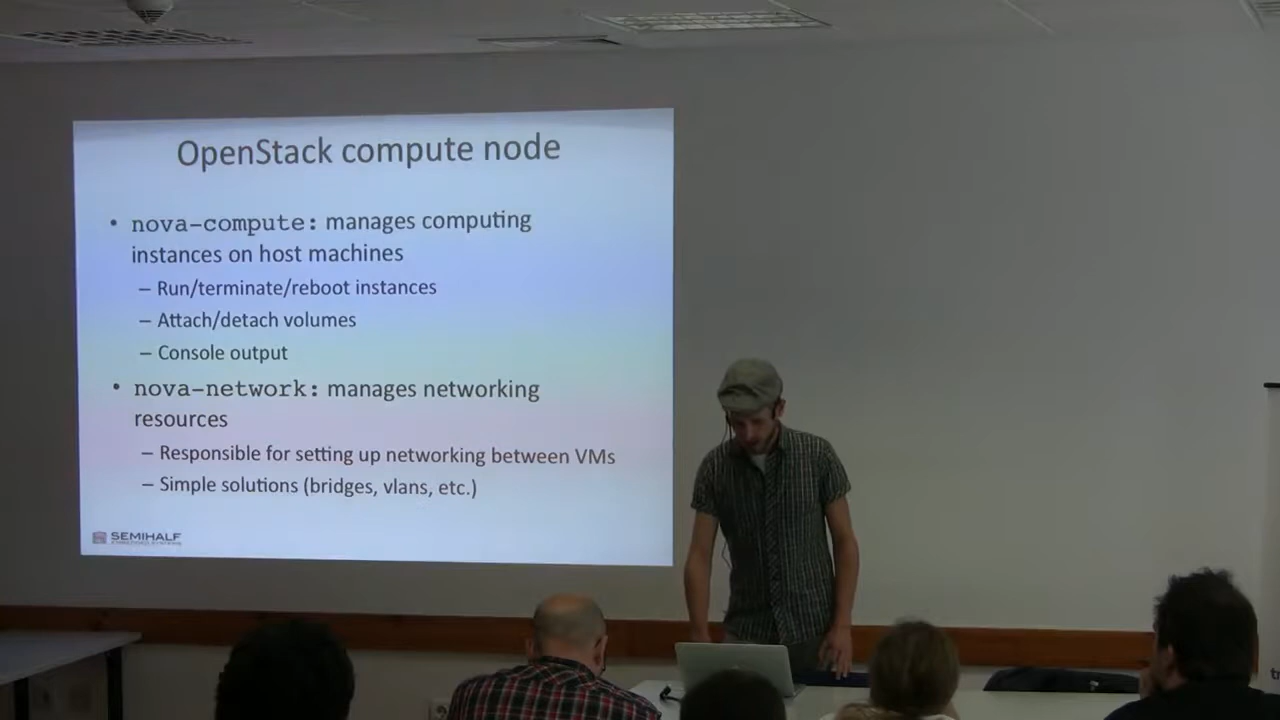 OpenStack compute node
• nova-compute: manages computing
instances on host machines
– Run/terminate/reboot instances
– Attach/detach volumes
– Console output
• nova-network: manages networking
resources
– Responsible for setting up networking between VMs
– Simple solutions (bridges, vlans, etc.)
SEMIHALF